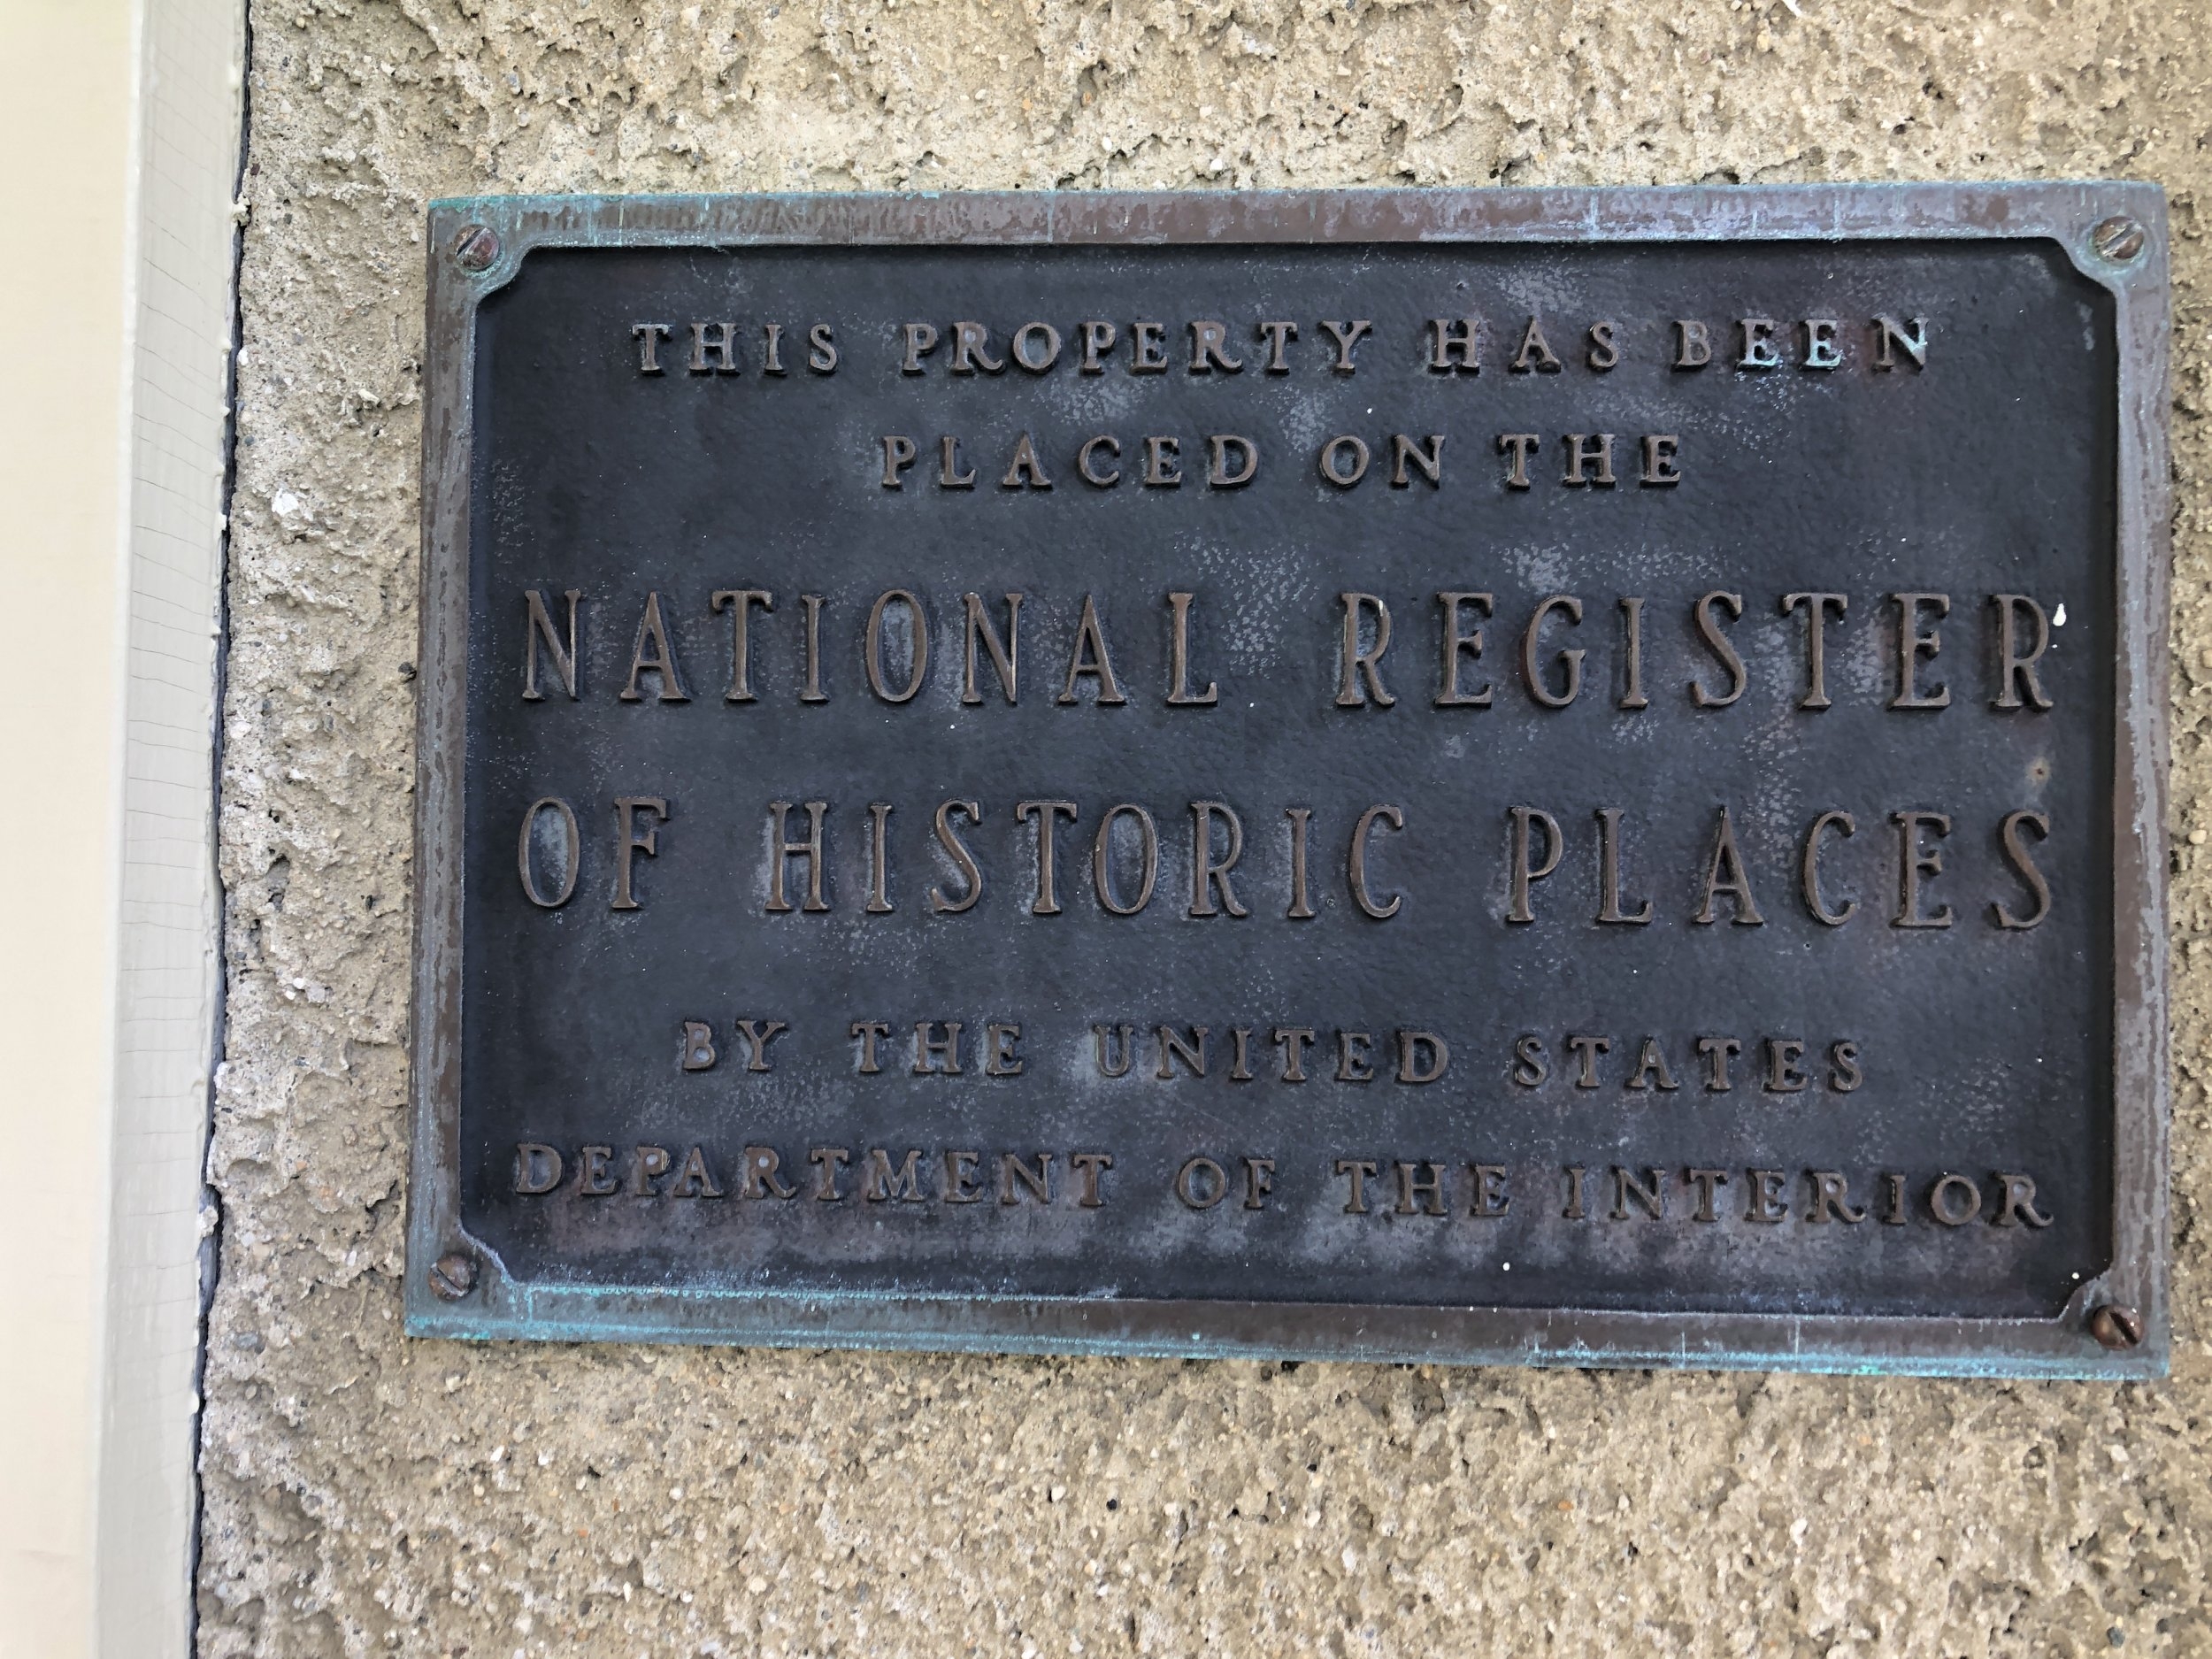 THIS PROPERTY HAS BEEN
PLACED ON THE
NATIONAL REGISTER
OF HISTORIC PLACES
BY THE UNITED STATES
DEPARTMENT OF THE INTERIOR